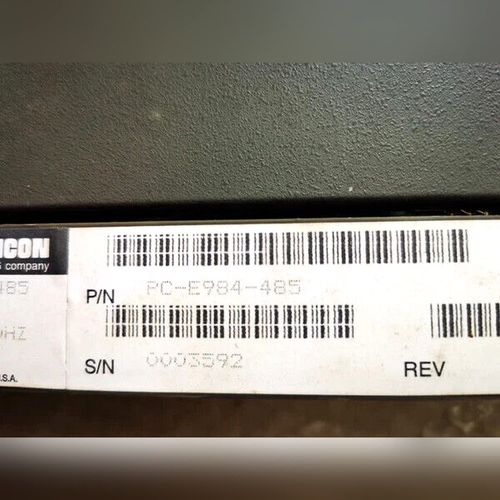 ICON
company
485
P/N PC-E984-485
HZ
S/N 0003592
REV
.S.A.